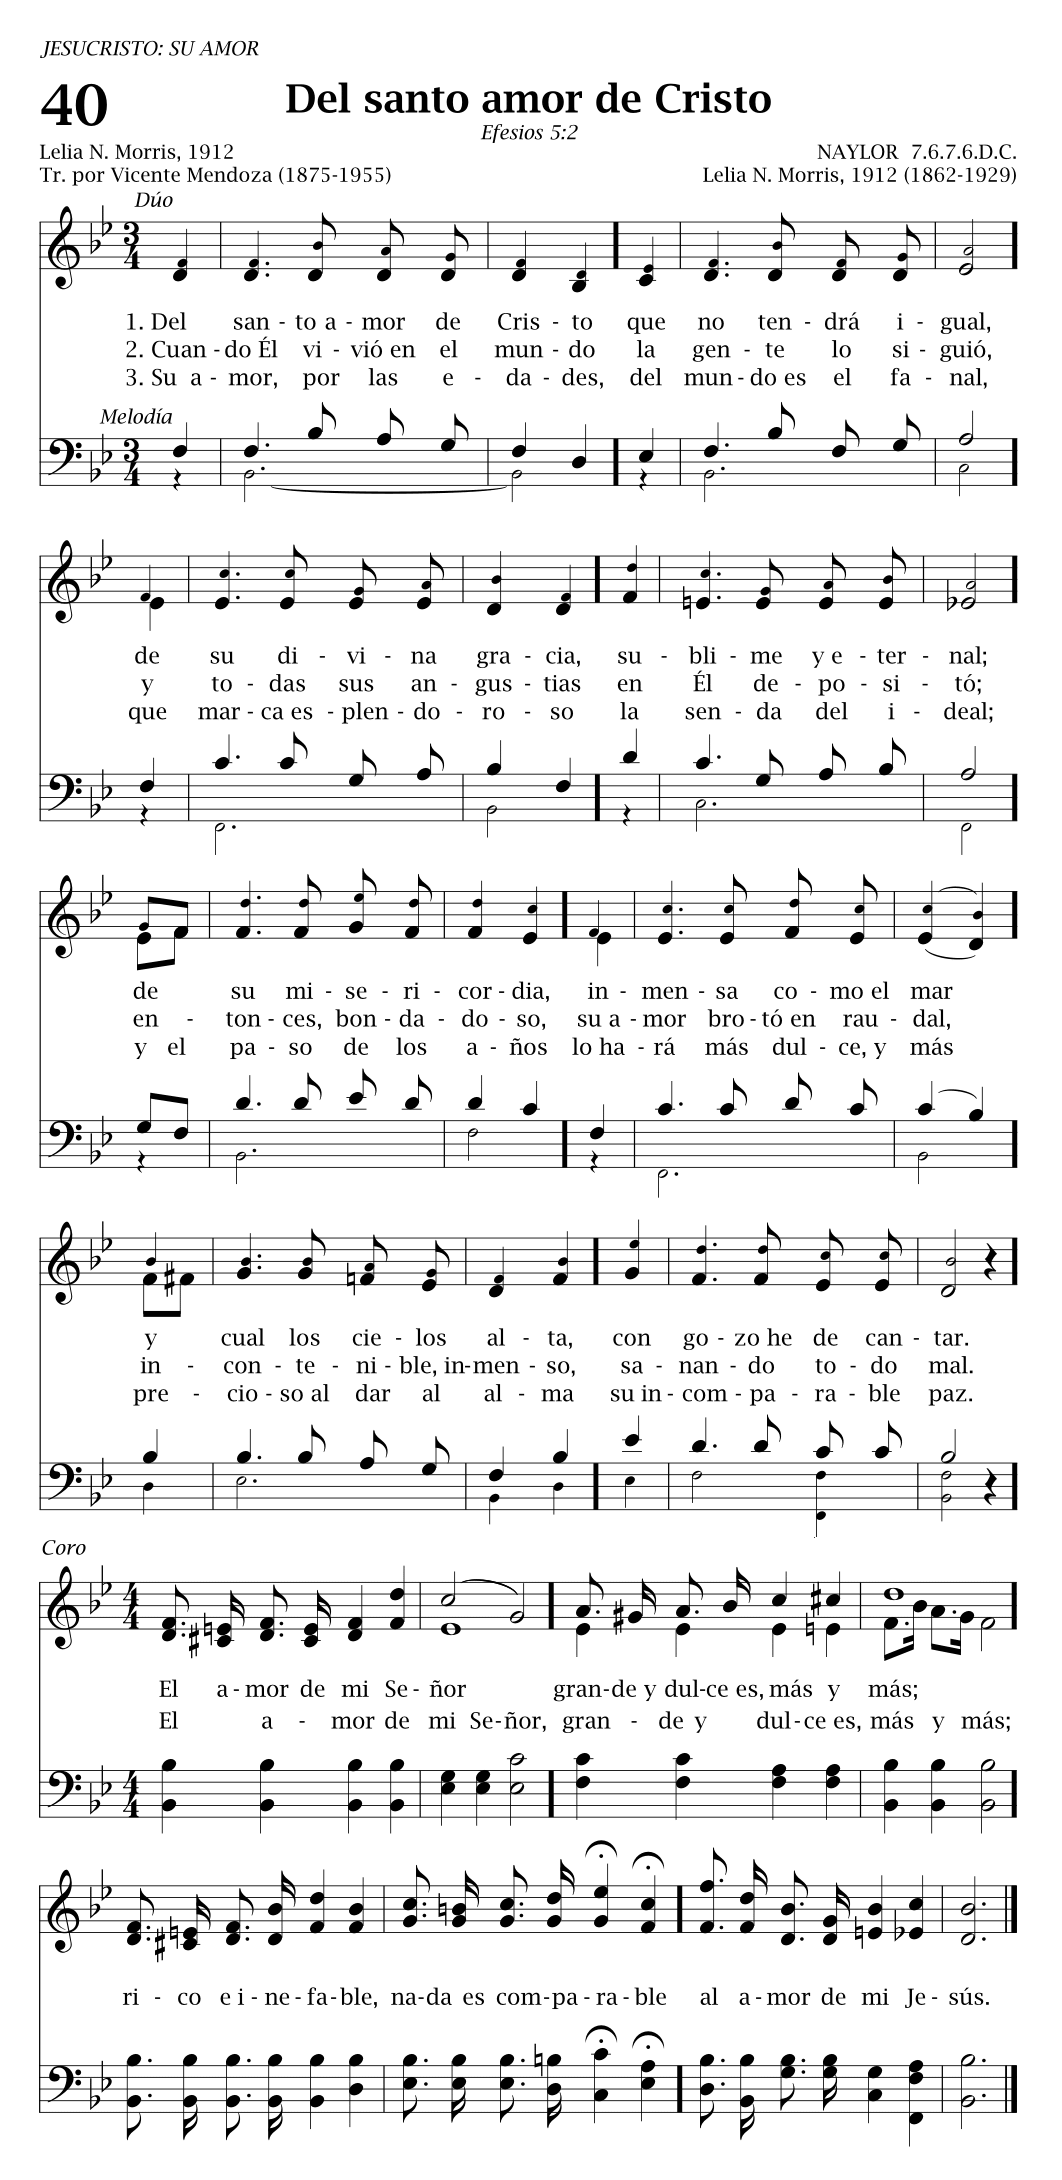 JESUCRISTO: SU AMOR
40
Del santo amor de Cristo
Efesios 5:2
Lelia N. Morris, 1912
NAYLOR 7.6.7.6.D.C.
Tr. por Vicente Mendoza (1875-1955)
Lelia N. Morris, 1912 (1862-1929)
Dúo
3
4
1. Del san - to a - mor de Cris - to que no ten - drá i - gual,
2. Cuan - do Él vi - vió en el mun - do la gen - te lo si - guió,
3. Su a - mor, por las e - da - des, del mun - do es el fa - nal,
Melodía
3
4
de su di - vi - na gra - cia, su - bli - me y e - ter - nal;
y to - das sus an - gus - tias en Él de - po - si - tó;
que mar - ca es - plen - do - ro - so la sen - da del i - deal;
de su mi - se - ri - cor - dia, in - men - sa co - mo el mar
en - ton - ces, bon - da - do - so, su a - mor bro - tó en rau - dal,
y el pa - so de los a - ños lo ha - rá más dul - ce, y más
y cual los cie - los al - ta, con go - zo he de can - tar.
in - con - te - ni - ble, in - men - so, sa - nan - do to - do mal.
pre - cio - so al dar al al - ma su in - com - pa - ra - ble paz.
Coro
4
4
El a - mor de mi Se - ñor gran - de y dul - ce es, más y más;
El a - mor de mi Se - ñor, gran - de y dul - ce es, más y más;
4
4
ri - co e i - ne - fa - ble, na - da es com - pa - ra - ble al a - mor de mi Je - sús.